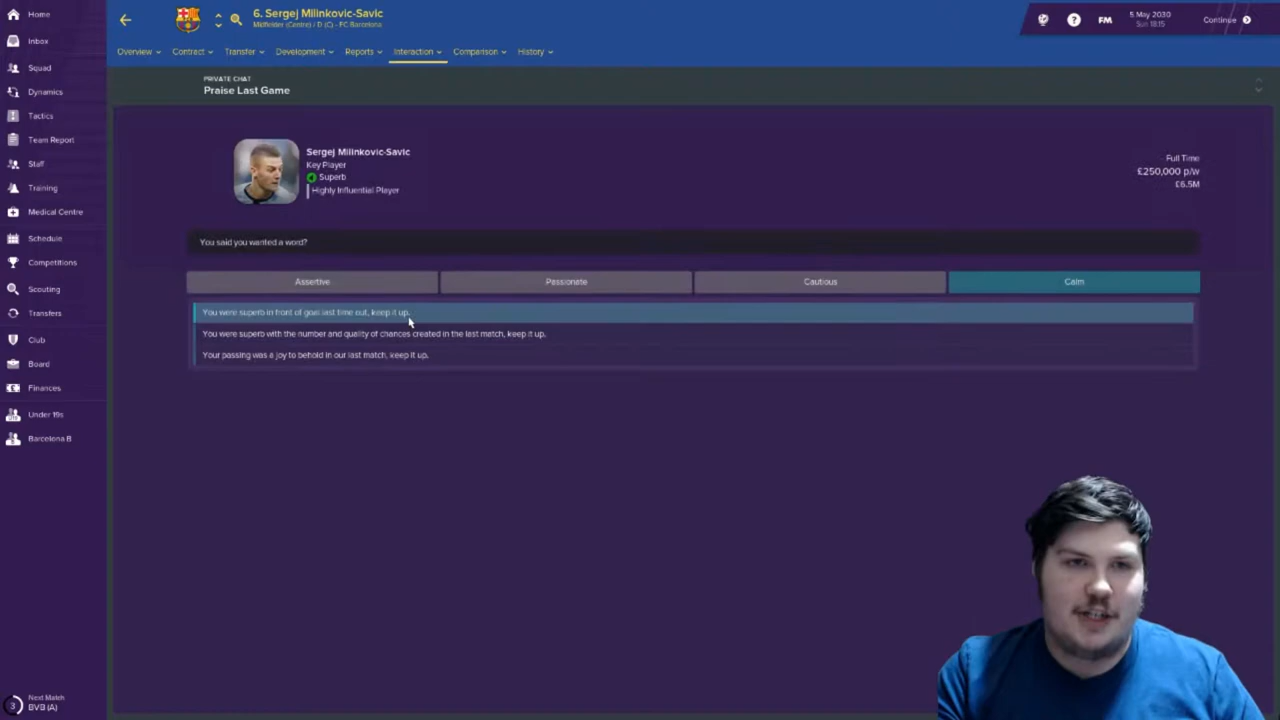 Home
Inbox
Squad
Dynamics
Tactics
Team Report
Staff
Training
Medical Centre
Schedule
Competitions
Scouting
Transfers
Club
Board
Finances
Under 19s
Barcelona B
3
Next Match
BVB (A)
6. Sergej Milinkovic-Savic
Midfielder (Centre) / D (C) - FC Barcelona
? FM
5 May 2030
Sun 18:15
Continue
Overview Contract Transfer Development Reports Interaction Comparison History
PRIVATE CHAT
Praise Last Game
Sergej Milinkovic-Savic
Key Player
Superb
Highly Influential Player
Full Time
£250,000 p/w
£6.5M
You said you wanted a word?
Assertive Passionate Cautious Calm
You were superb in front of goal last time out, keep it up.
You were superb with the number and quality of chances created in the last match, keep it up.
Your passing was a joy to behold in our last match, keep it up.